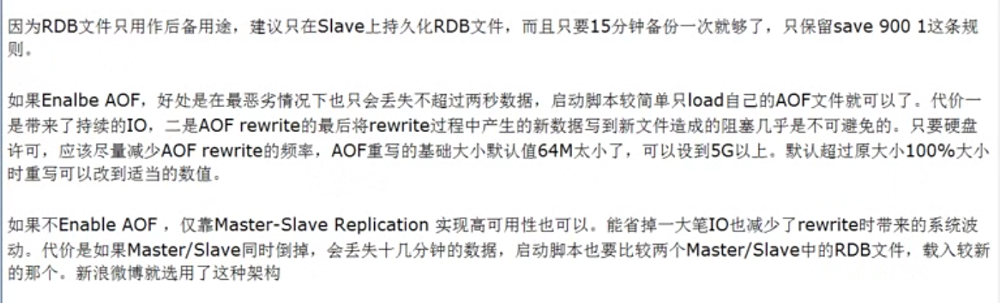 因为RDB文件只用作后备用途，建议只在Slave上持久化RDB文件，而且只要15分钟备份一次就够了，只保留save 900 1这条规
则。
如果Enalbe AOF，好处是在最恶劣情况下也只会丢失不超过两秒数据，启动脚本较简单只load自己的AOF文件就可以了。代价一
是带来了持续的IO，二是AOF rewrite的最后将rewrite过程中产生的新数据写到新文件造成的阻塞几乎是不可避免的。只要硬盘
许可，应该尽量减少AOF rewrite的频率，AOF重写的基础大小默认值64M太小了，可以设到5G以上。默认超过原大小100%大小
时重写可以改到适当的数值。
如果不Enable AOF ，仅靠Master-Slave Replication 实现高可用性也可以。能省掉一大笔IO也减少了rewrite时带来的系统波
动。代价是如果Master/Slave同时倒掉，会丢失十几分钟的数据，启动脚本也要比较两个Master/Slave中的RDB文件，载入较新
的那个。新浪微博就选用了这种架构